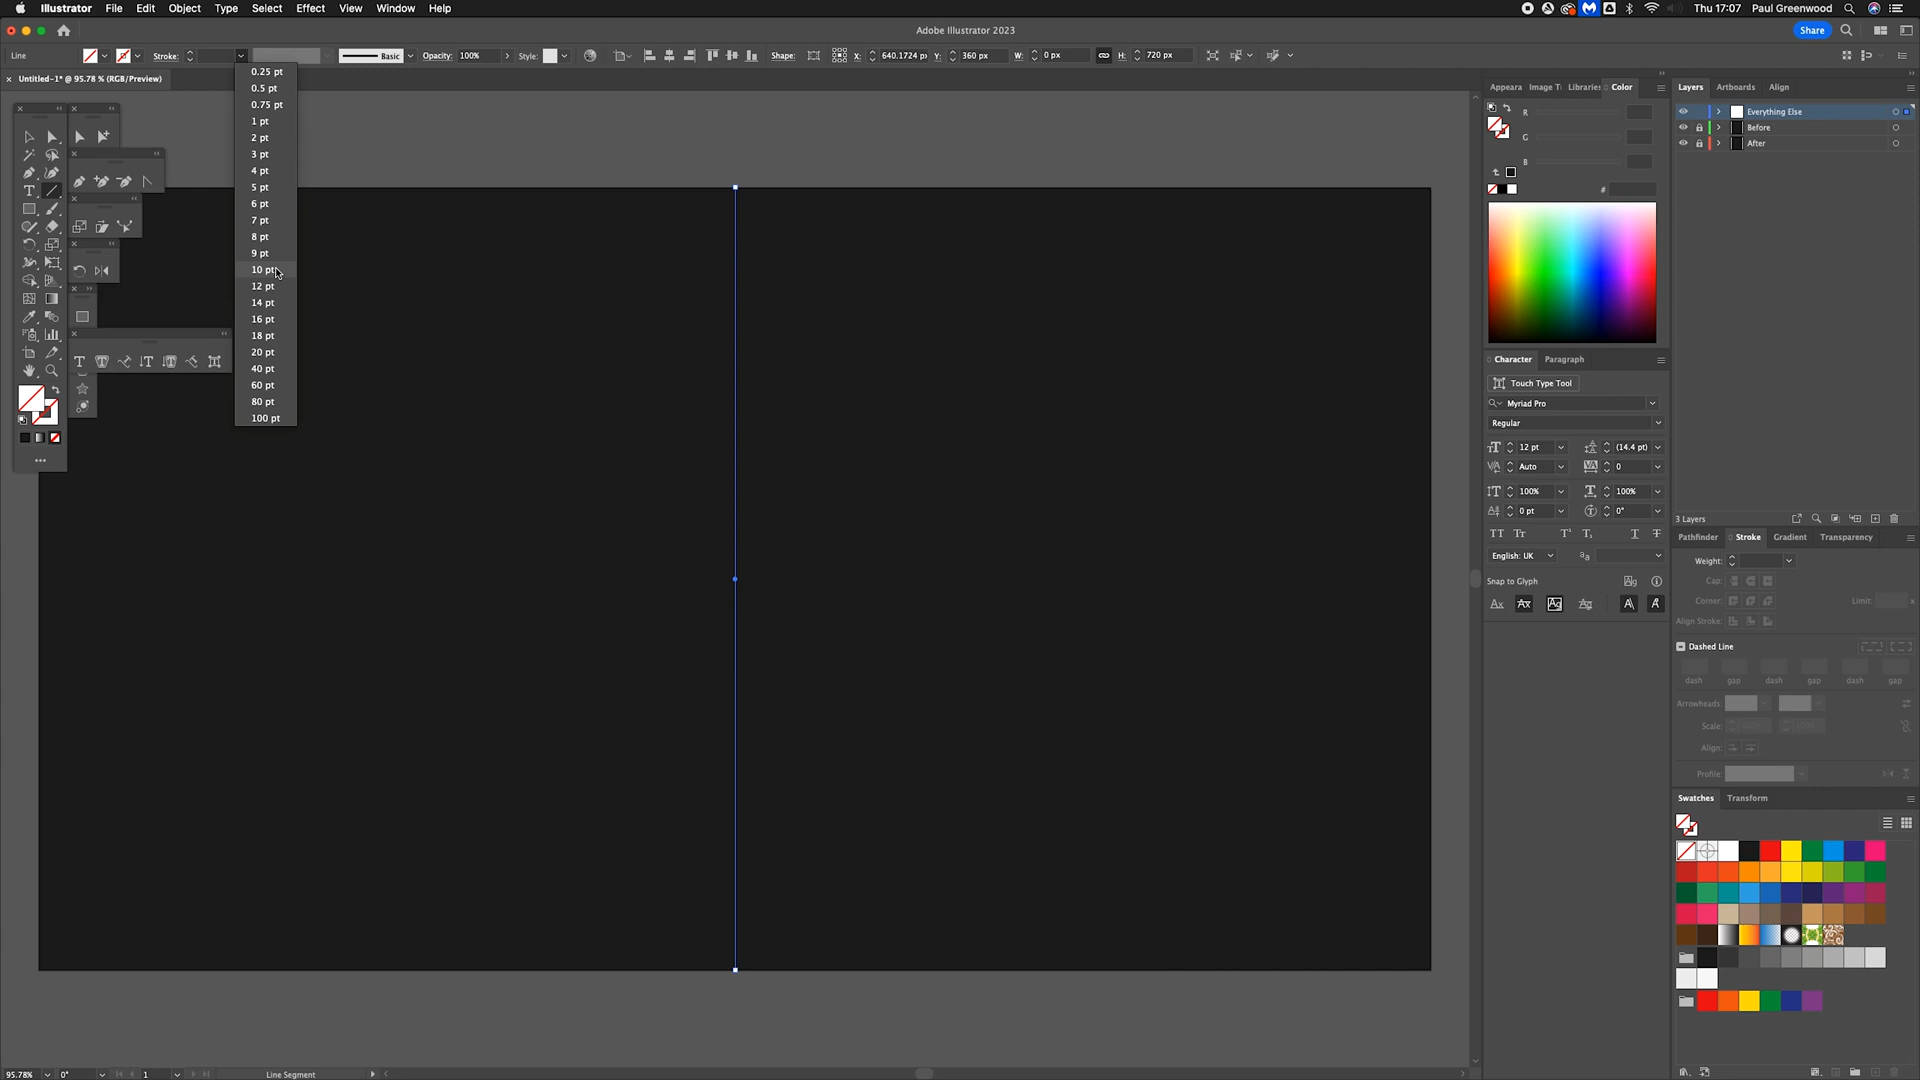 Illustrator File Edit Object Type Select Effect View Window Help
Thu 17:07 Paul Greenwood
Adobe Illustrator 2023
Share
Line Stroke: Basic Opacity: 100% Style: Shape: X: 640.1724 px Y: 360 px W: 0 px H: 720 px
× Untitled-1* @ 95.78 % (RGB/Preview)
0.25 pt
0.5 pt
0.75 pt
1 pt
2 pt
3 pt
4 pt
5 pt
6 pt
7 pt
8 pt
9 pt
10 pt
12 pt
14 pt
16 pt
18 pt
20 pt
40 pt
60 pt
80 pt
100 pt
Appeara Image T Libraries Color
R
G
B
#
Character Paragraph
Touch Type Tool
Myriad Pro
Regular
12 pt (14.4 pt)
Auto 0
100% 100%
0 pt 0°
English: UK
Snap to Glyph
Layers Artboards Align
Everything Else
Before
After
3 Layers
Pathfinder Stroke Gradient Transparency
Weight:
Cap:
Corner: Limit: x
Align Stroke:
Dashed Line
dash gap dash gap dash gap
Arrowheads:
Scale:
Align:
Profile:
Swatches Transform
95.78% 0° 1 Line Segment